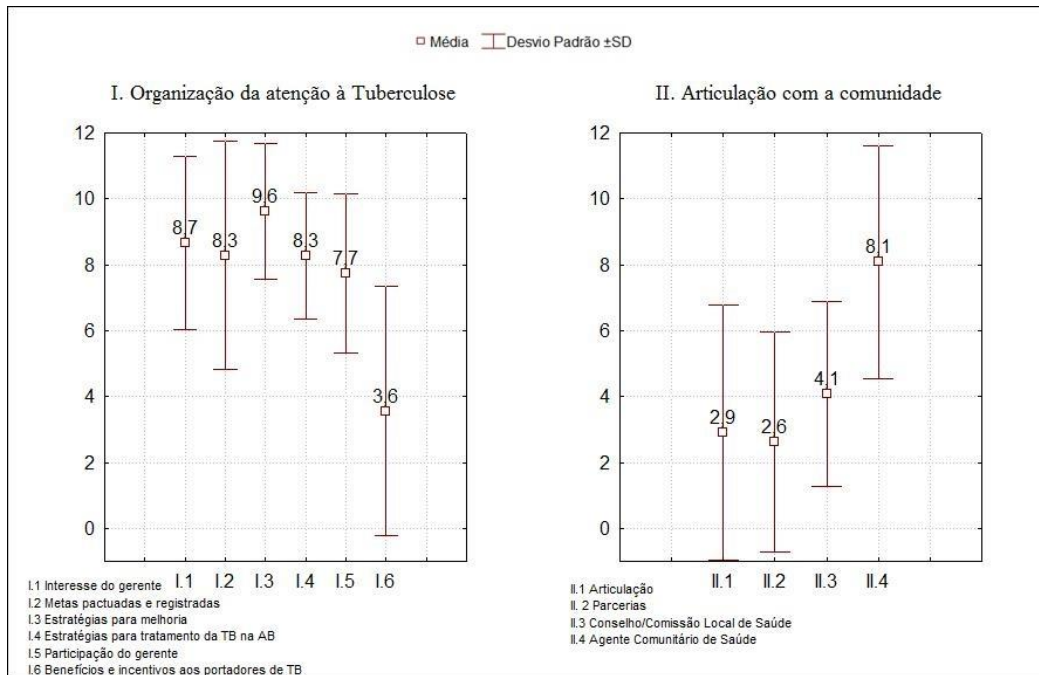 Média Desvio Padrão ±SD
I. Organização da atenção à Tuberculose
12
10
8
6
4
2
0
8,7
8,3
9,6
8,3
7,7
3,6
I.1 I.2 I.3 I.4 I.5 I.6
I.1 Interesse do gerente
I.2 Metas pactuadas e registradas
I.3 Estratégias para melhoria
I.4 Estratégias para tratamento da TB na AB
I.5 Participação do gerente
I.6 Benefícios e incentivos aos portadores de TB
II. Articulação com a comunidade
12
10
8
6
4
2
0
2,9
2,6
4,1
8,1
II.1 II.2 II.3 II.4
II.1 Articulação
II. 2 Parcerias
II.3 Conselho/Comissão Local de Saúde
II.4 Agente Comunitário de Saúde